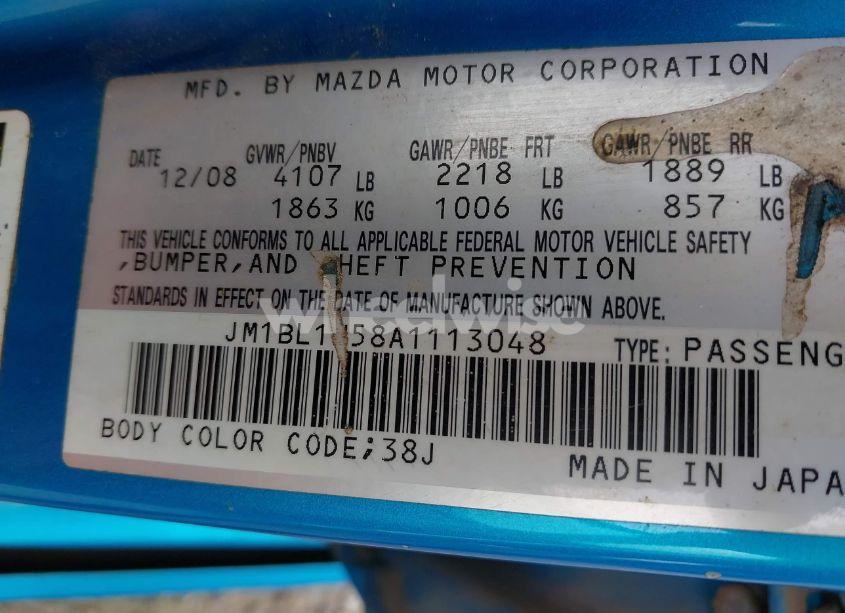 MFD. BY MAZDA MOTOR CORPORATION
DATE GVWR/PNBV GAWR/PNBE FRT GAWR/PNBE RR
12/08 4107 LB 2218 LB 1889 LB
1863 KG 1006 KG 857 KG
THIS VEHICLE CONFORMS TO ALL APPLICABLE FEDERAL MOTOR VEHICLE SAFETY
,BUMPER,AND HEFT PREVENTION
STANDARDS IN EFFECT ON THE DATE OF MANUFACTURE SHOWN ABOVE.
wheelwise
TYPE: PASSENG
BODY COLOR CODE;38J
MADE IN JAPA